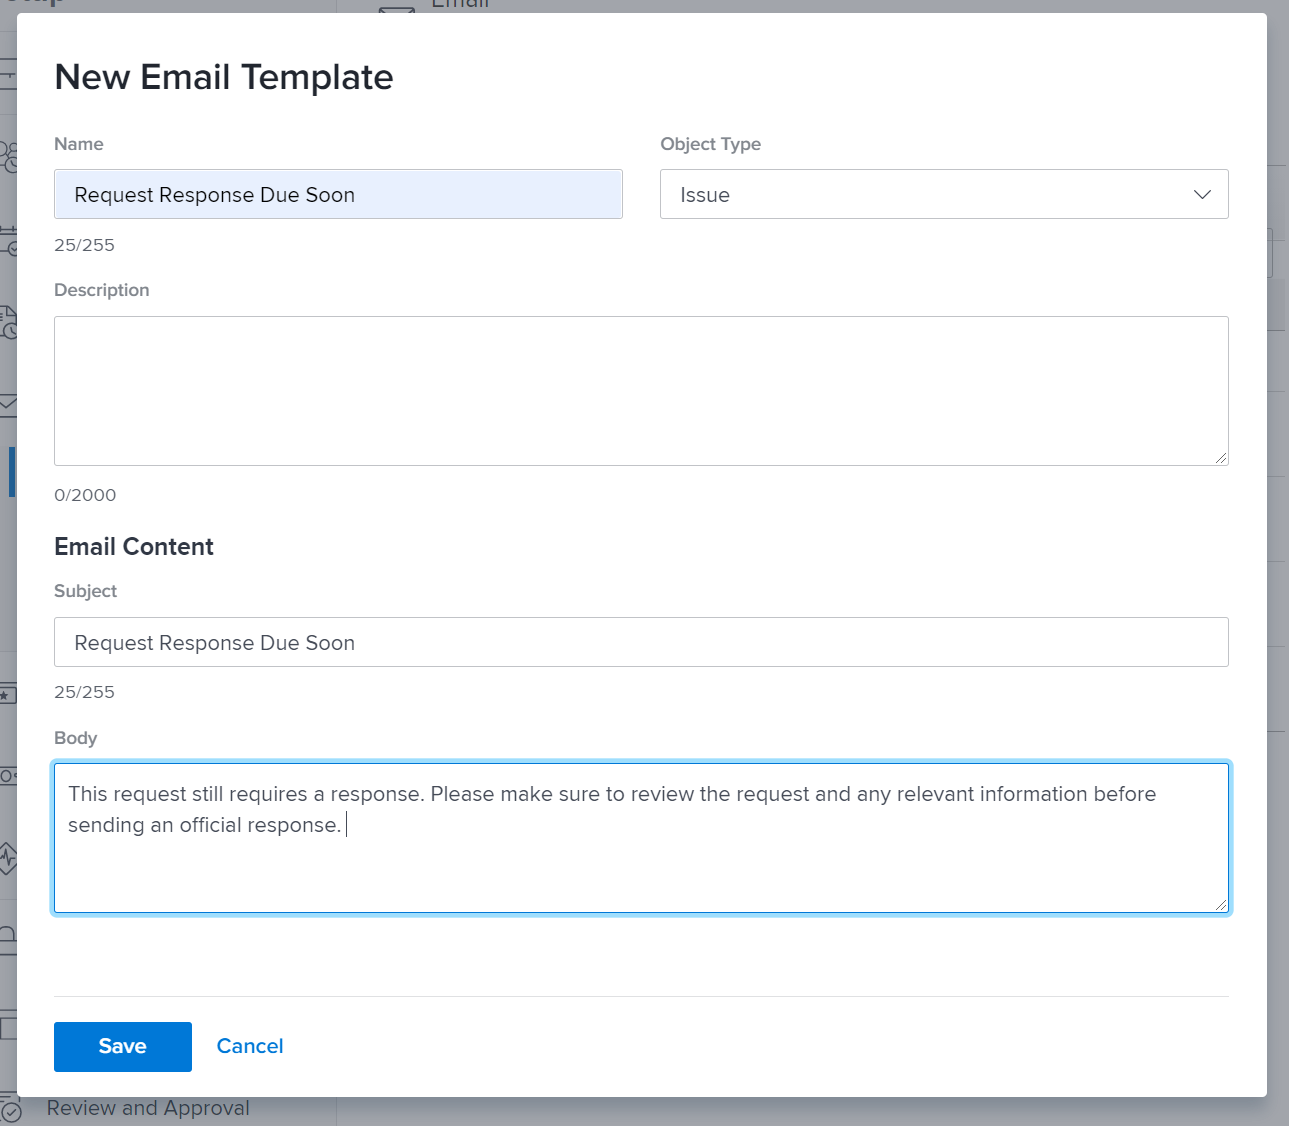 Email
New Email Template
Name
Object Type
Request Response Due Soon
Issue
25/255
Description
0/2000
Email Content
Subject
Request Response Due Soon
25/255
Body
This request still requires a response. Please make sure to review the request and any relevant information before
sending an official response.
Save
Cancel
Review and Approval